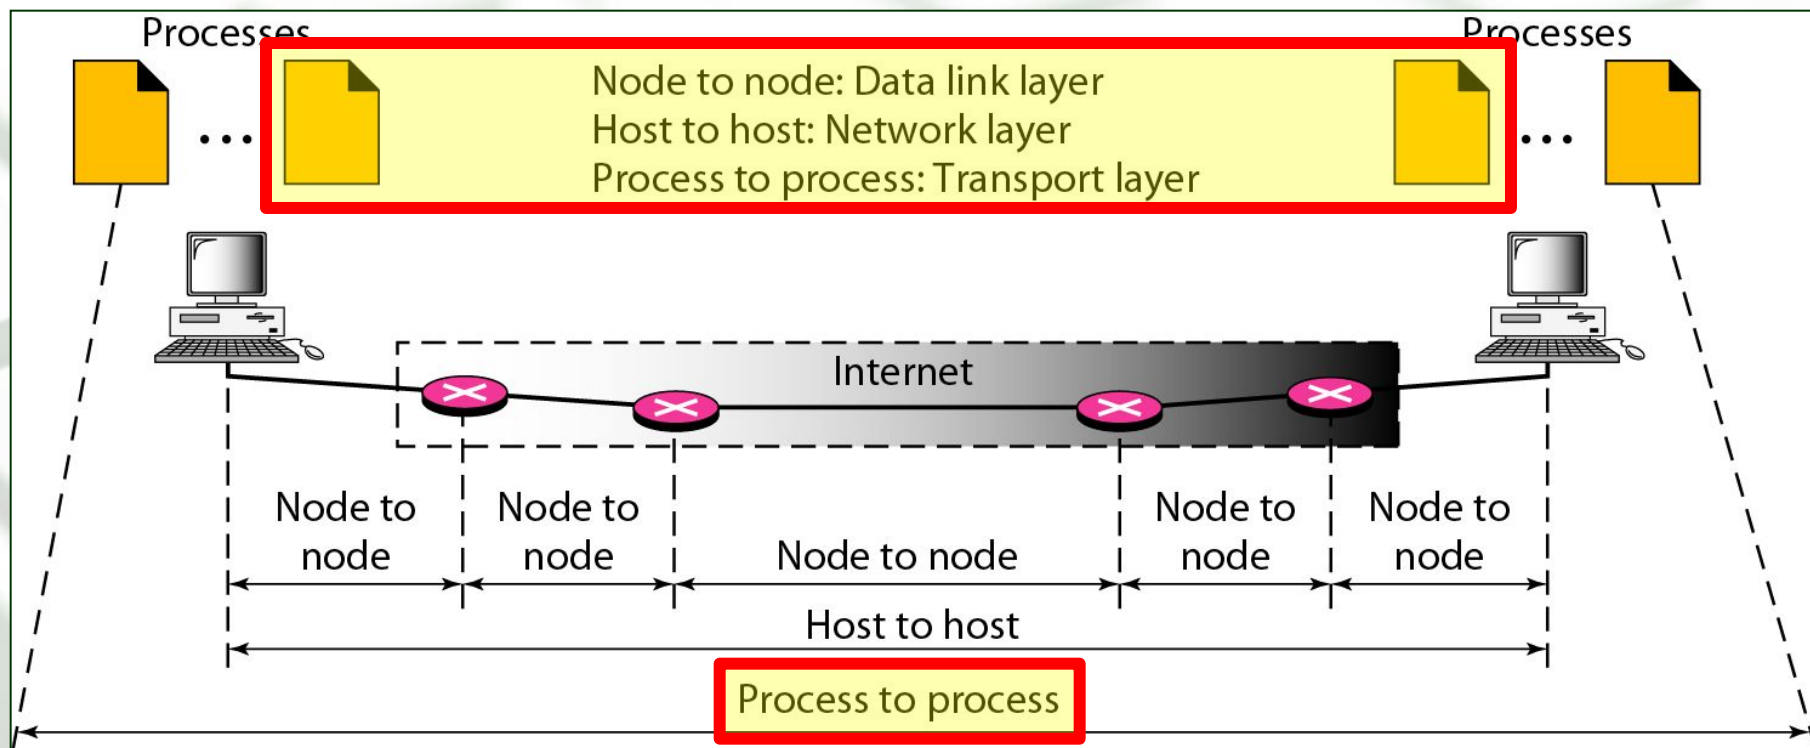 Processes
Processes
Node to node: Data link layer
Host to host: Network layer
Process to process: Transport layer
...
...
Internet
Node to
node
Node to
node
Node to node
Node to
node
Node to
node
Host to host
Process to process